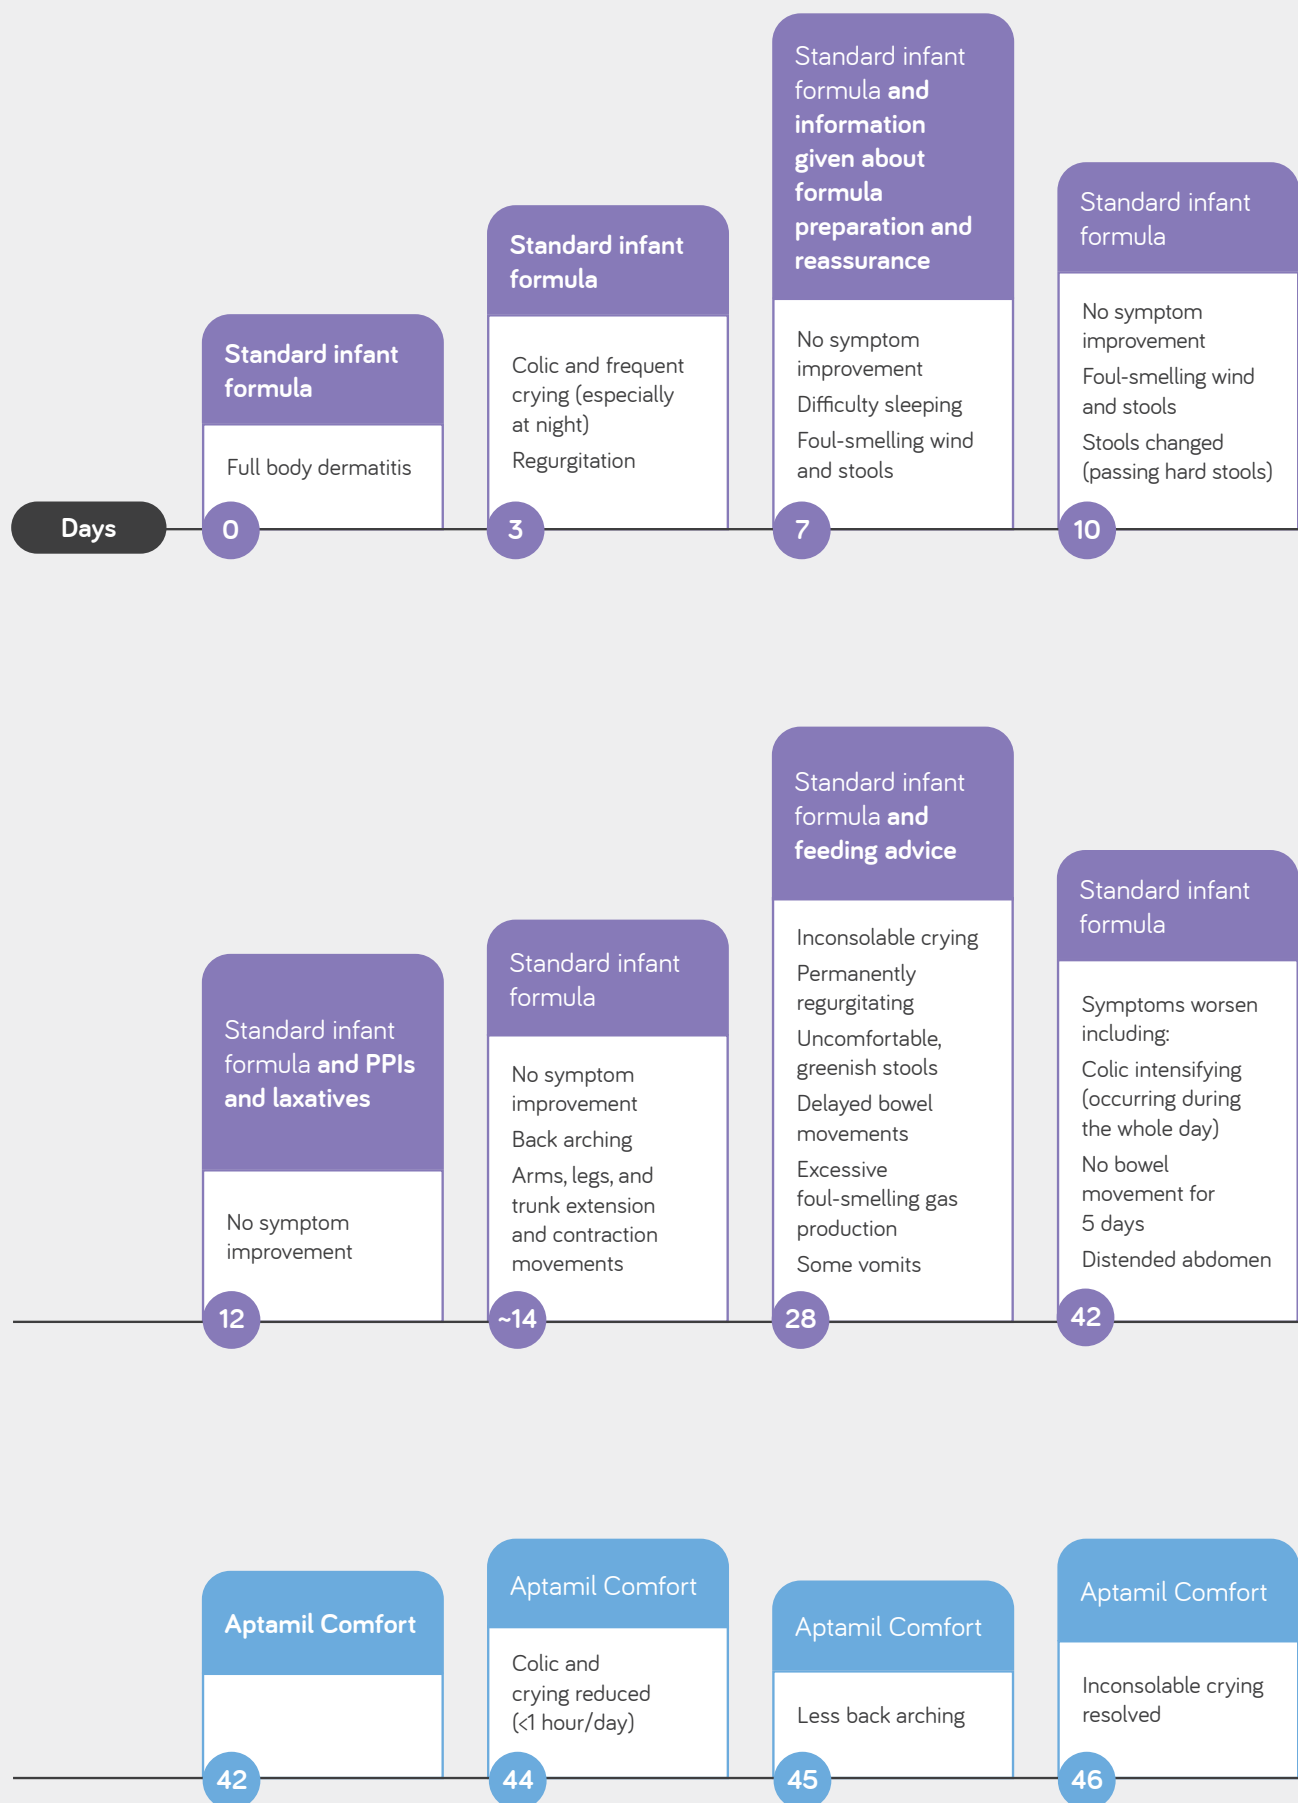 Standard infant
formula
Full body dermatitis
Standard infant
formula
Colic and frequent
crying (especially
at night)
Regurgitation
Standard infant
formula and
information
given about
formula
preparation and
reassurance
No symptom
improvement
Difficulty sleeping
Foul-smelling wind
and stools
Standard infant
formula
No symptom
improvement
Foul-smelling wind
and stools
Stools changed
(passing hard stools)
Days
0
3
7
10
Standard infant
formula and PPIs
and laxatives
No symptom
improvement
Standard infant
formula
No symptom
improvement
Back arching
Arms, legs, and
trunk extension
and contraction
movements
Standard infant
formula and
feeding advice
Inconsolable crying
Permanently
regurgitating
Uncomfortable,
greenish stools
Delayed bowel
movements
Excessive
foul-smelling gas
production
Some vomits
Standard infant
formula
Symptoms worsen
including:
Colic intensifying
(occurring during
the whole day)
No bowel
movement for
5 days
Distended abdomen
12
~14
28
42
Aptamil Comfort
Aptamil Comfort
Colic and
crying reduced
(<1 hour/day)
Aptamil Comfort
Less back arching
Aptamil Comfort
Inconsolable crying
resolved
42
44
45
46